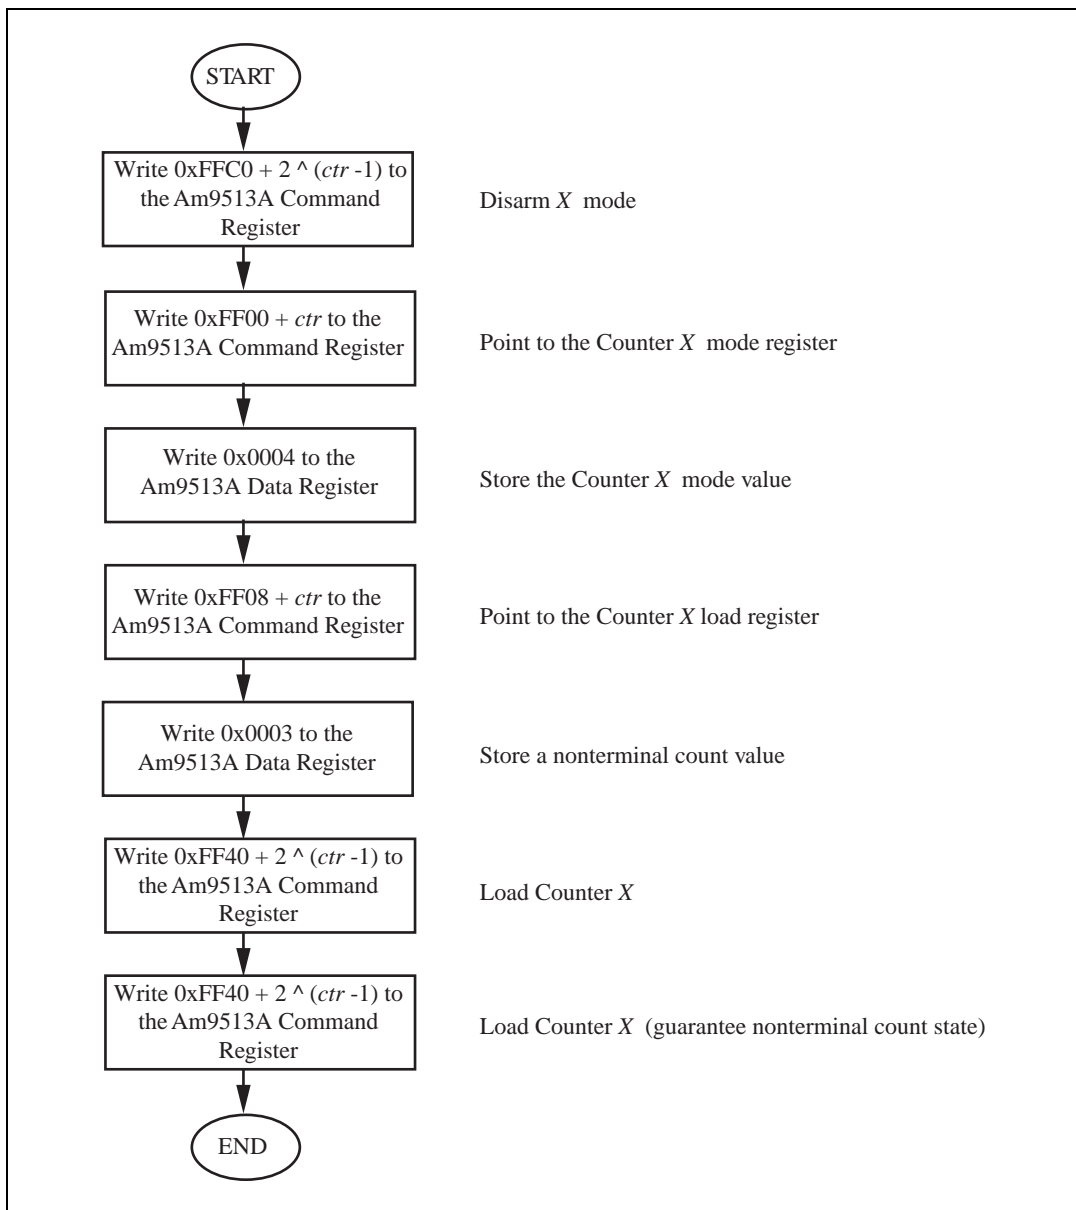 START
Write 0xFFC0 + 2 ^ (ctr -1) to
the Am9513A Command
Register
Disarm X mode
Write 0xFF00 + ctr to the
Am9513A Command Register
Point to the Counter X mode register
Write 0x0004 to the
Am9513A Data Register
Store the Counter X mode value
Write 0xFF08 + ctr to the
Am9513A Command Register
Point to the Counter X load register
Write 0x0003 to the
Am9513A Data Register
Store a nonterminal count value
Write 0xFF40 + 2 ^ (ctr -1) to
the Am9513A Command
Register
Load Counter X
Write 0xFF40 + 2 ^ (ctr -1) to
the Am9513A Command
Register
Load Counter X (guarantee nonterminal count state)
END